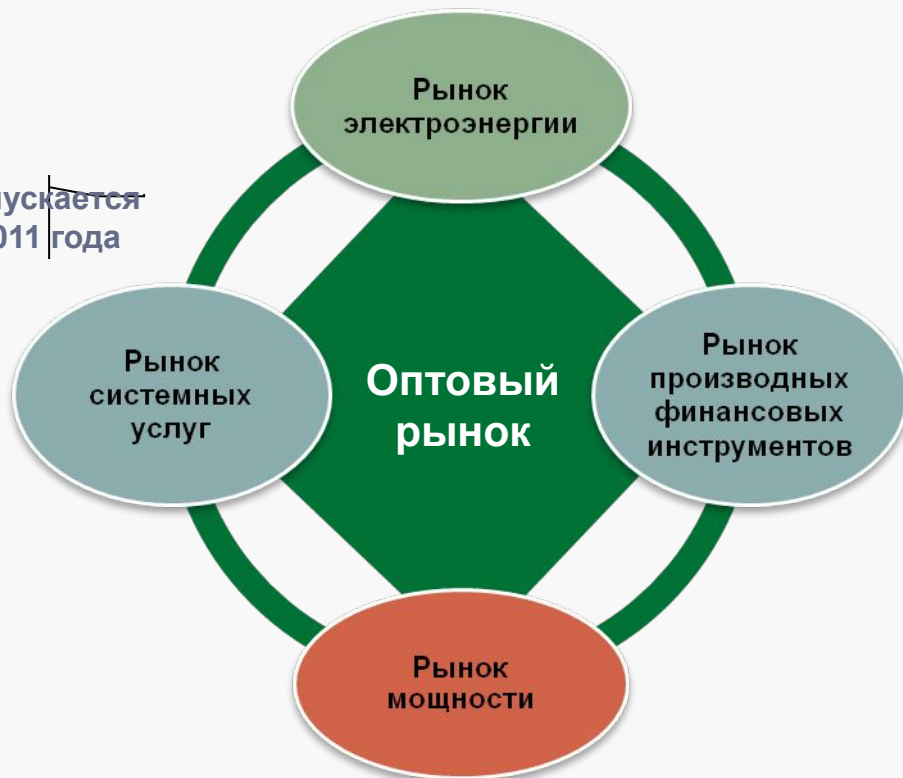 Рынок
электроэнергии
года
Рынок
системных
услуг
Оптовый
рынок
Рынок
производных
финансовых
инструментов
Рынок
мощности